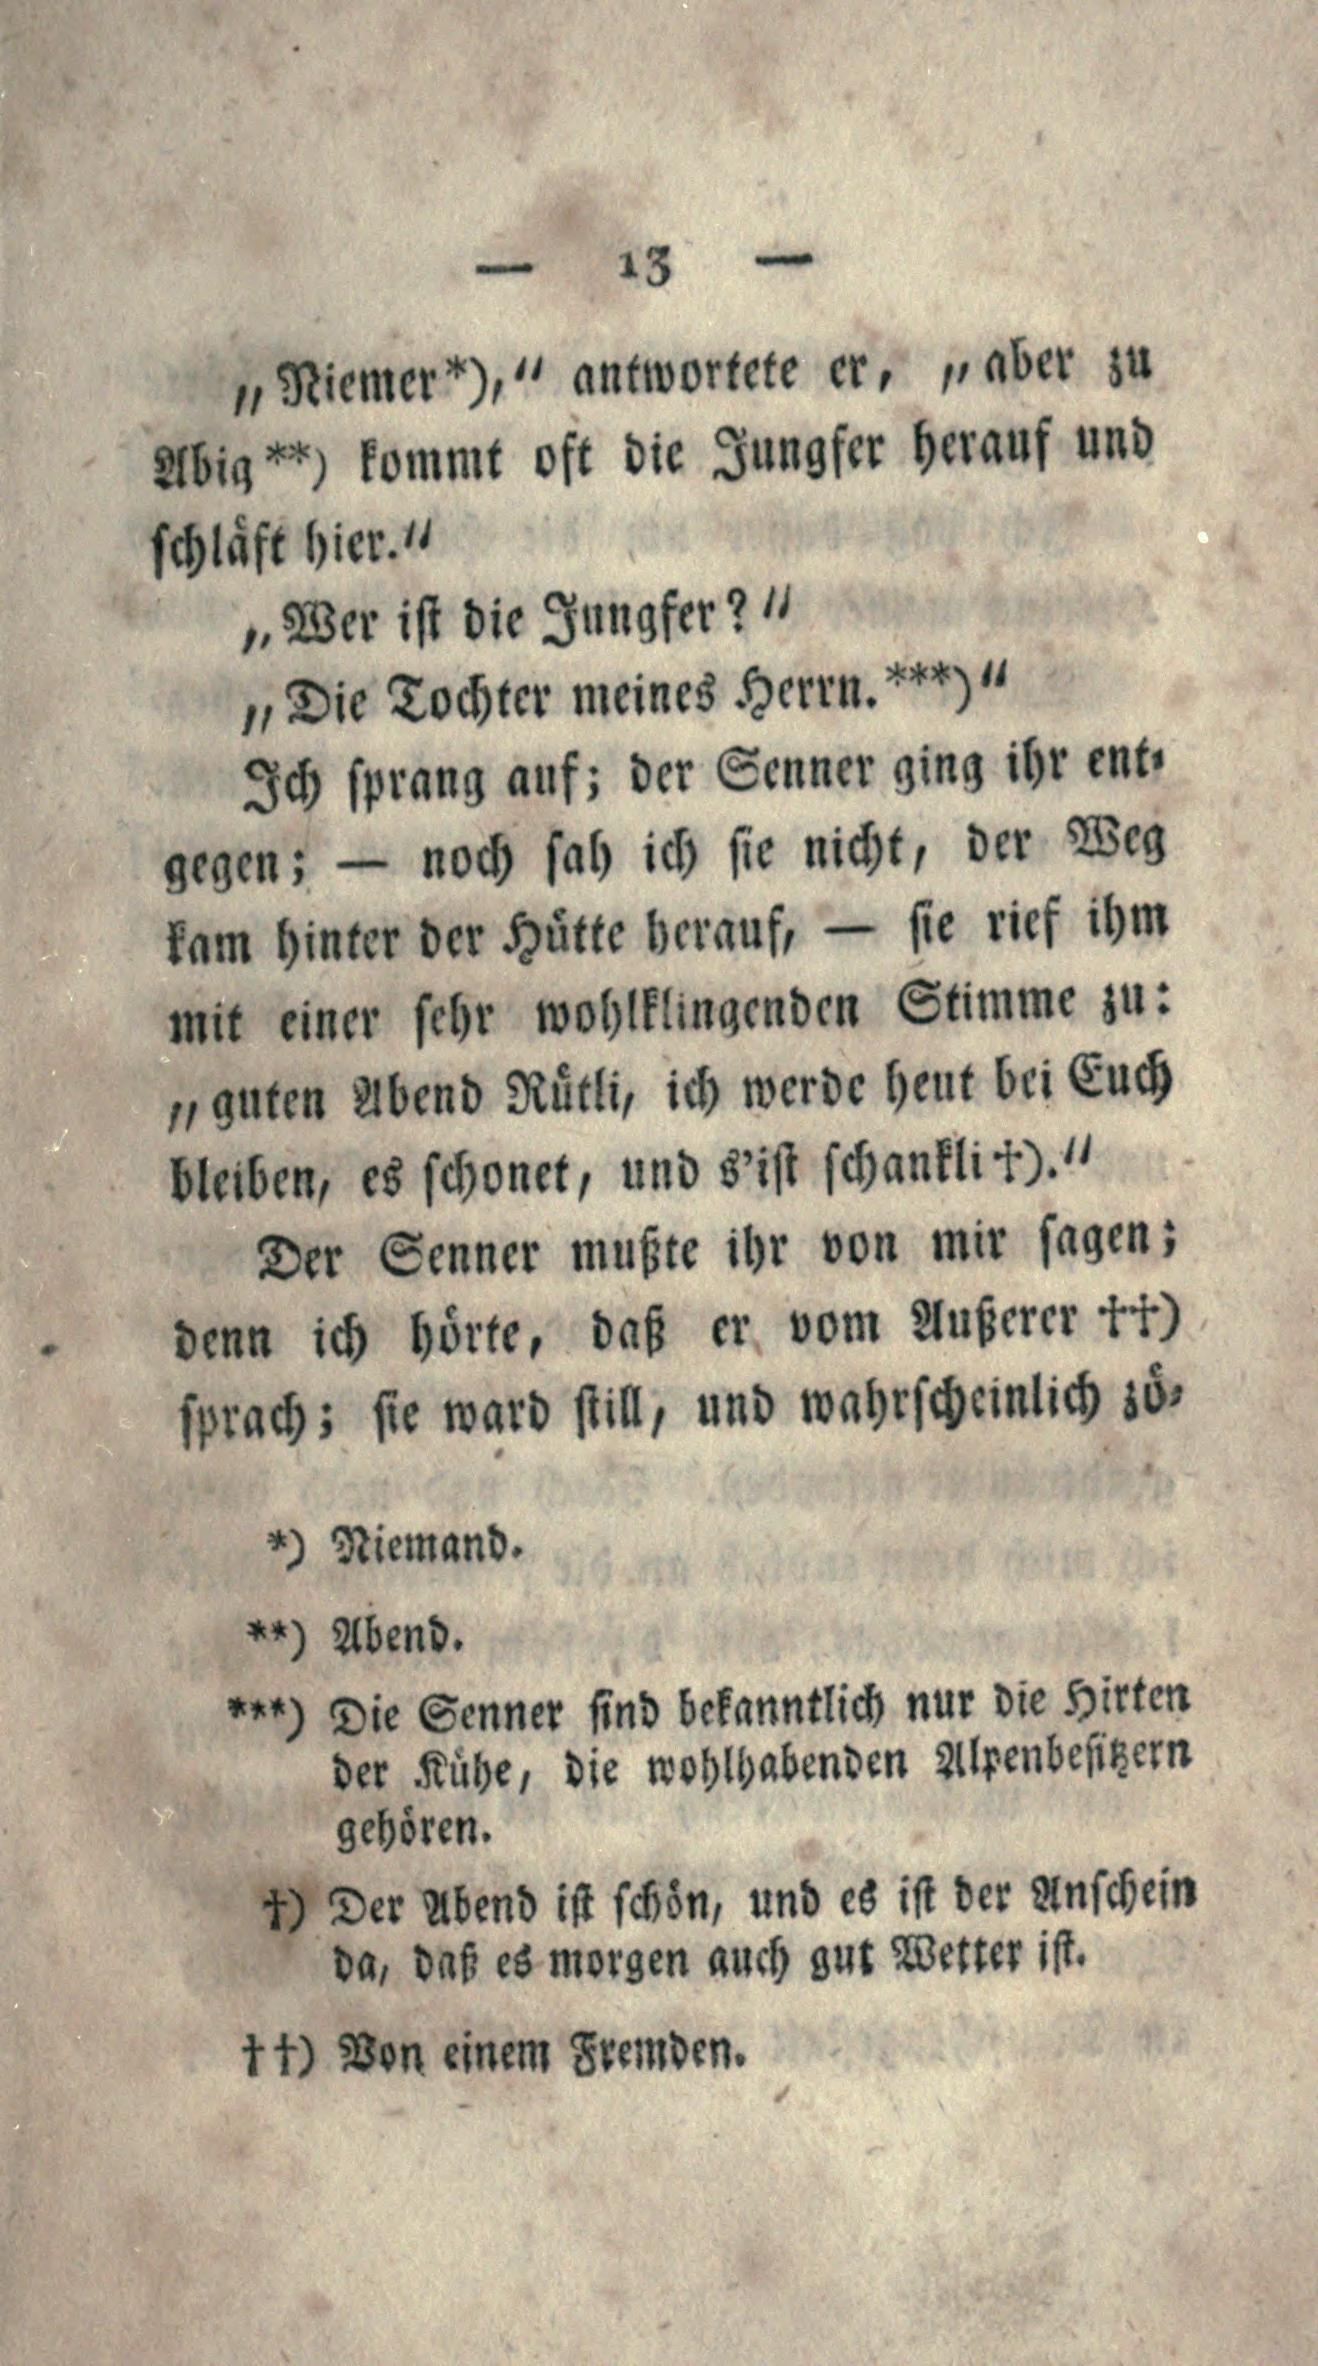 — 13 —
„Niemer*),“ antwortete er, „aber zu
Abig**) kommt oft die Jungfer herauf und
schläft hier.“
„Wer ist die Jungfer?“
„Die Tochter meines Herrn.***)“
Ich sprang auf; der Senner ging ihr ent-
gegen; — noch sah ich sie nicht, der Weg
kam hinter der Hütte herauf, — sie rief ihm
mit einer sehr wohlklingenden Stimme zu:
„guten Abend Rütli, ich werde heut bei Euch
bleiben, es schonet, und s'ist schankli†).“
Der Senner mußte ihr von mir sagen;
denn ich hörte, daß er vom Außerer ††)
sprach; sie ward still, und wahrscheinlich zö-
*) Niemand.
**) Abend.
***) Die Senner sind bekanntlich nur die Hirten
der Kühe, die wohlhabenden Alpenbesitzern
gehören.
†) Der Abend ist schön, und es ist der Anschein
da, daß es morgen auch gut Wetter ist.
††) Von einem Fremden.